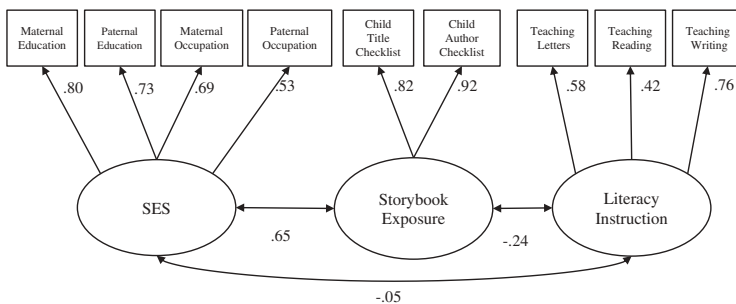 Maternal
Education
Paternal
Education
Maternal
Occupation
Paternal
Occupation
Child
Title
Checklist
Child
Author
Checklist
Teaching
Letters
Teaching
Reading
Teaching
Writing
.80
.73
.69
.53
.82
.92
.58
.42
.76
SES
Storybook
Exposure
Literacy
Instruction
.65
-.24
-.05